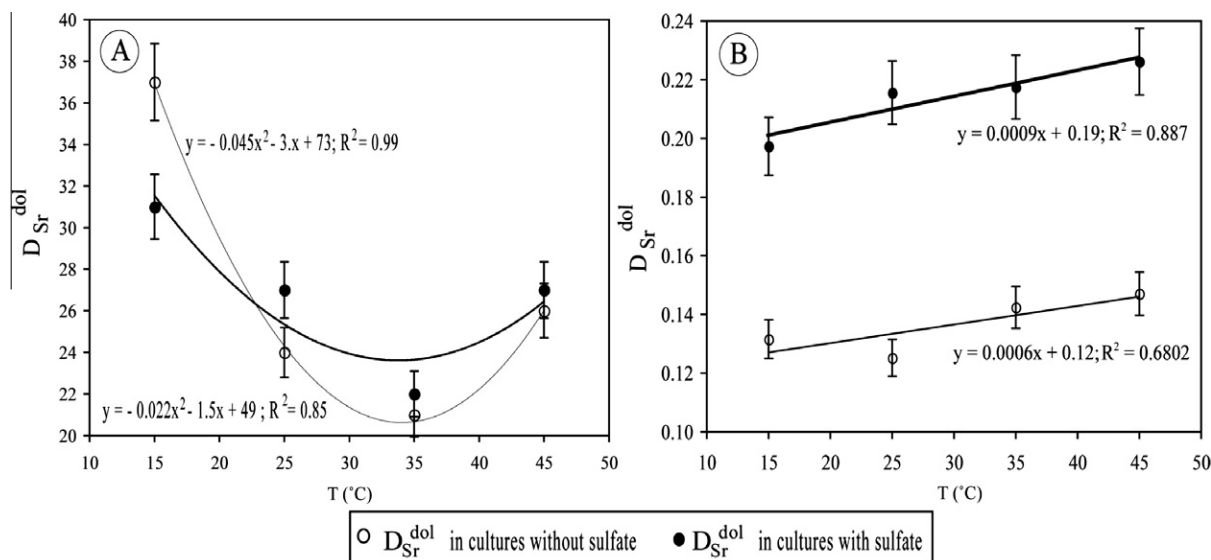 A
40
38
36
34
32
30
28
26
24
22
20
D_Sr^dol
y = - 0.045x² - 3.x + 73; R² = 0.99
y = - 0.022x² - 1.5x + 49 ; R² = 0.85
10 15 20 25 30 35 40 45 50
T (°C)
B
0.24
0.22
0.20
0.18
0.16
0.14
0.12
0.10
D_Sr^dol
y = 0.0009x + 0.19; R² = 0.887
y = 0.0006x + 0.12; R² = 0.6802
10 15 20 25 30 35 40 45 50
T (°C)
○ D_Sr^dol in cultures without sulfate ● D_Sr^dol in cultures with sulfate